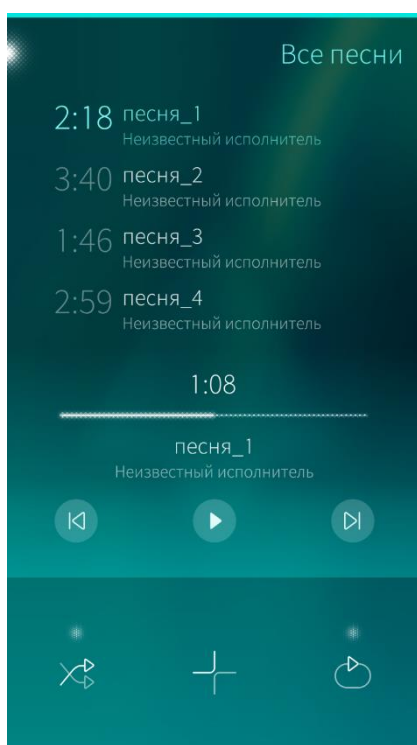 Все песни
2:18 песня_1
Неизвестный исполнитель
3:40 песня_2
Неизвестный исполнитель
1:46 песня_3
Неизвестный исполнитель
2:59 песня_4
Неизвестный исполнитель
1:08
песня_1
Неизвестный исполнитель